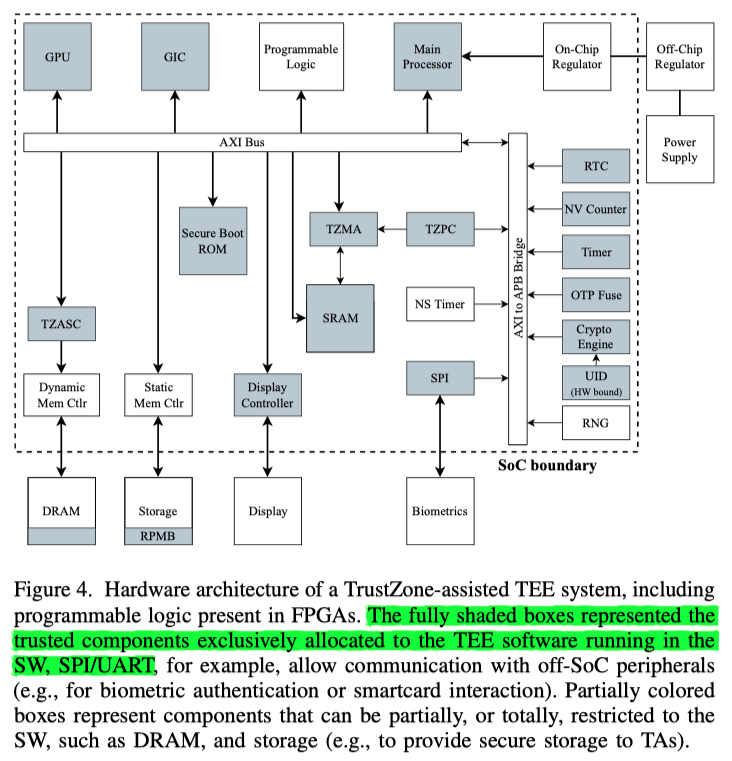 GPU
GIC
Programmable
Logic
Main
Processor
On-Chip
Regulator
Off-Chip
Regulator
AXI Bus
Power
Supply
RTC
NV Counter
Secure Boot
ROM
TZMA
TZPC
AXI to APB Bridge
Timer
OTP Fuse
TZASC
SRAM
NS Timer
Crypto
Engine
Dynamic
Mem Ctlr
Static
Mem Ctlr
Display
Controller
SPI
UID
(HW bound)
RNG
SoC boundary
DRAM
Storage
RPMB
Display
Biometrics
Figure 4. Hardware architecture of a TrustZone-assisted TEE system, including
programmable logic present in FPGAs. The fully shaded boxes represented the
trusted components exclusively allocated to the TEE software running in the
SW, SPI/UART, for example, allow communication with off-SoC peripherals
(e.g., for biometric authentication or smartcard interaction). Partially colored
boxes represent components that can be partially, or totally, restricted to the
SW, such as DRAM, and storage (e.g., to provide secure storage to TAs).